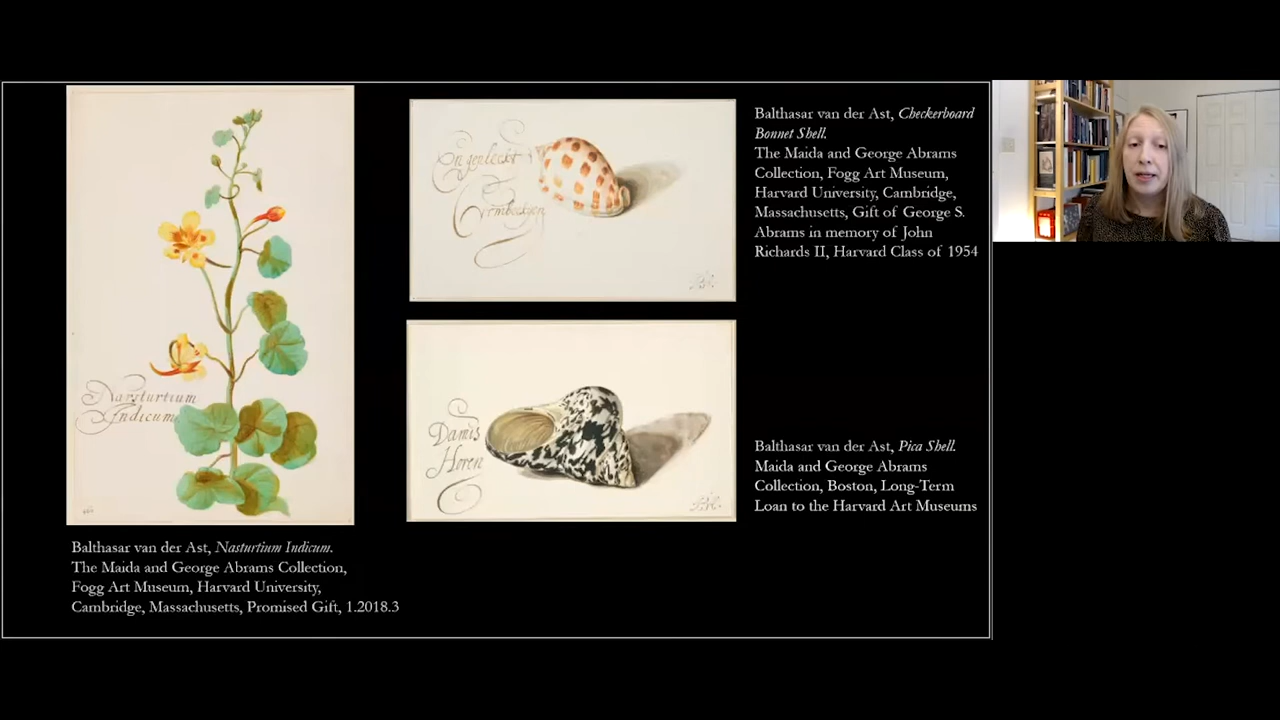 Narsturtium
Indicum
Balthasar van der Ast, Nasturtium Indicum.
The Maida and George Abrams Collection,
Fogg Art Museum, Harvard University,
Cambridge, Massachusetts, Promised Gift, 1.2018.3
Damis
Horen
Balthasar van der Ast, Checkerboard
Bonnet Shell.
The Maida and George Abrams
Collection, Fogg Art Museum,
Harvard University, Cambridge,
Massachusetts, Gift of George S.
Abrams in memory of John
Richards II, Harvard Class of 1954
Balthasar van der Ast, Pica Shell.
Maida and George Abrams
Collection, Boston, Long-Term
Loan to the Harvard Art Museums